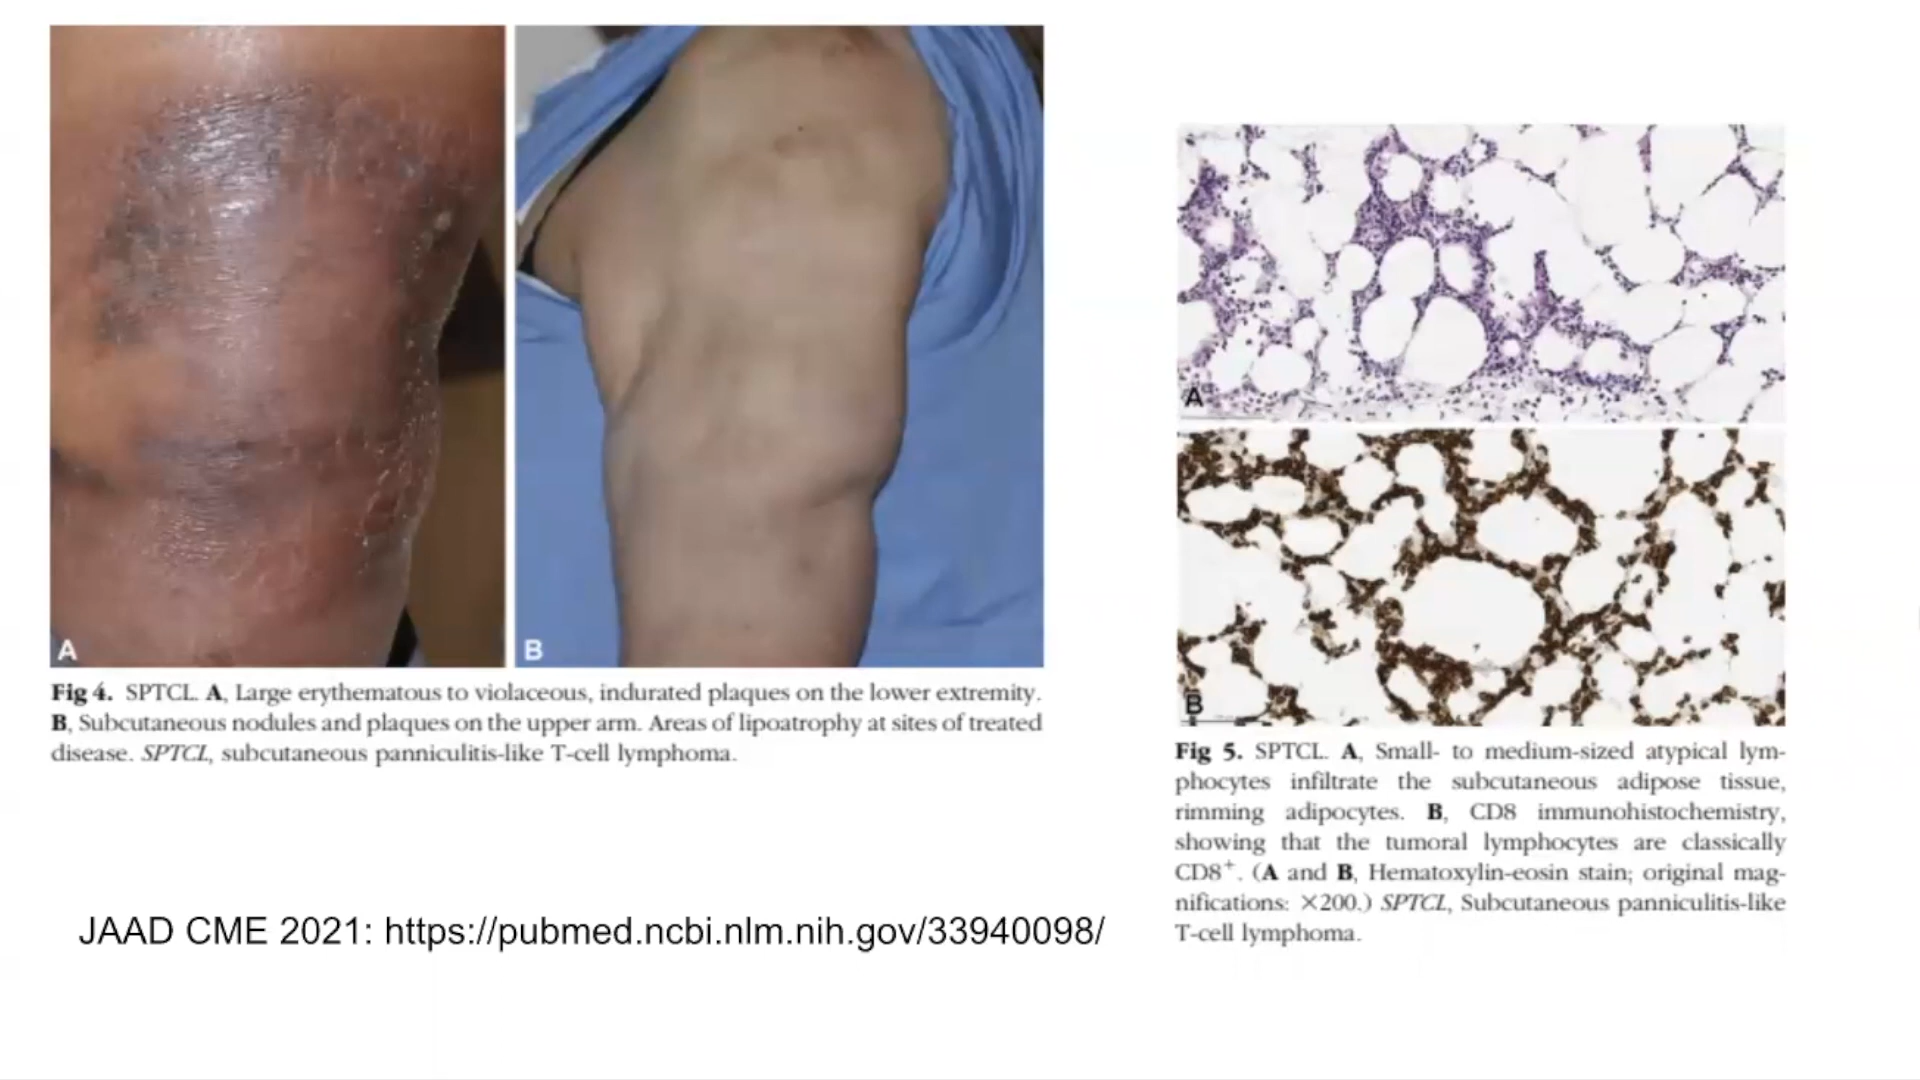 A
B
Fig 4. SPTCL. A, Large erythematous to violaceous, indurated plaques on the lower extremity.
B, Subcutaneous nodules and plaques on the upper arm. Areas of lipoatrophy at sites of treated
disease. SPTCL, subcutaneous panniculitis-like T-cell lymphoma.
JAAD CME 2021: https://pubmed.ncbi.nlm.nih.gov/33940098/
A
B
Fig 5. SPTCL. A, Small- to medium-sized atypical lym-
phocytes infiltrate the subcutaneous adipose tissue,
rimming adipocytes. B, CD8 immunohistochemistry,
showing that the tumoral lymphocytes are classically
CD8⁺. (A and B, Hematoxylin-eosin stain; original mag-
nifications: ×200.) SPTCL, Subcutaneous panniculitis-like
T-cell lymphoma.